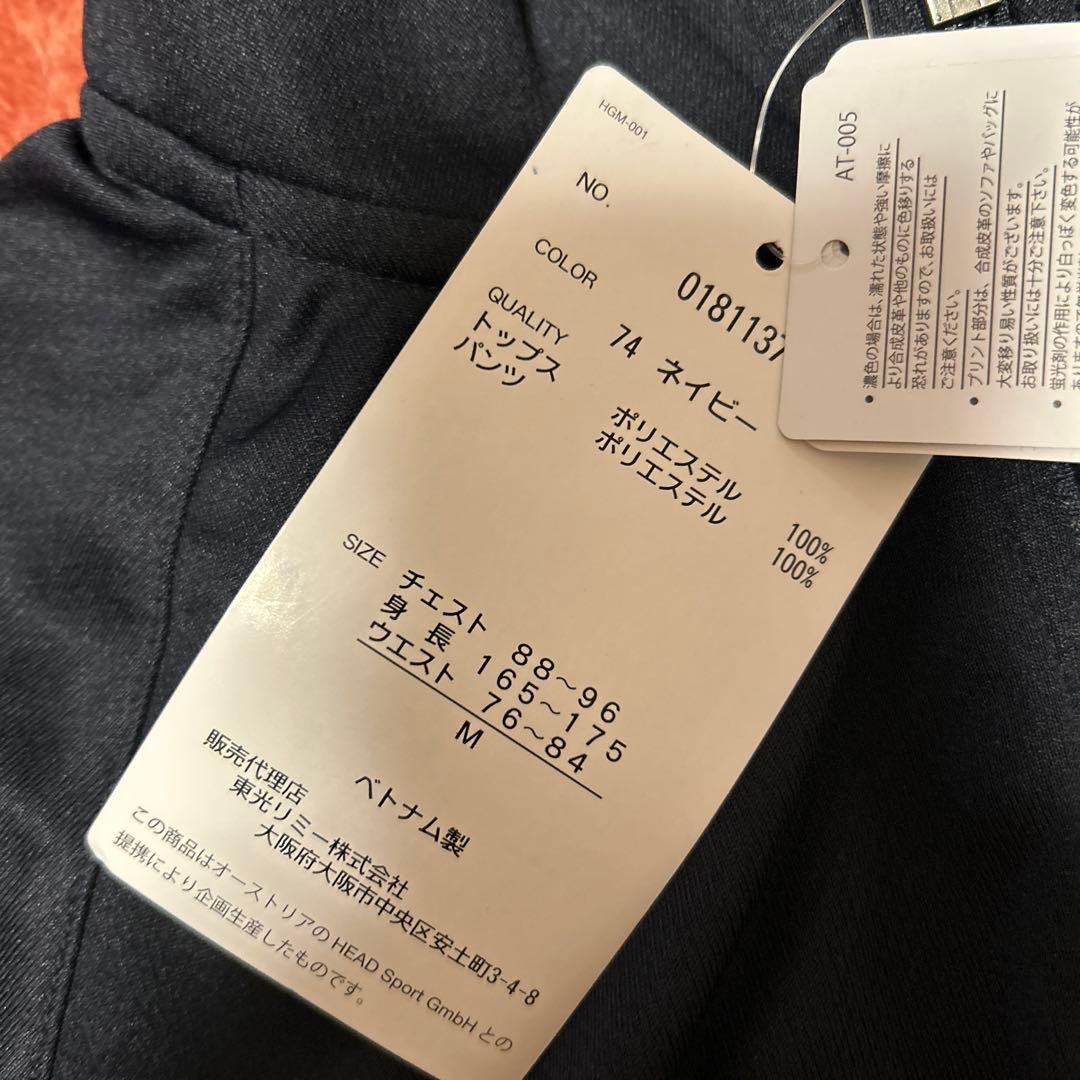 HGM-001
NO. 0181137
COLOR 74 ネイビー
QUALITY
トップス ポリエステル 100%
パンツ ポリエステル 100%
SIZE チェスト 88~96
身長 165~175
ウエスト 76~84
M
ベトナム製
販売代理店
東光リミー株式会社
大阪府大阪市中央区安土町3-4-8
この商品はオーストリアの HEAD Sport GmbH との
提携により企画生産したものです。
AT-005
• 濃色の場合は、濡れた状態や強い摩擦に
より合成皮革や他のものに色移りする
恐れがありますので、お取扱いには
ご注意ください。
• プリント部分は、合成皮革のソファやバッグに
大変移り易い性質がございます。
お取り扱いには十分ご注意下さい。
• 蛍光剤の作用により白っぽく変色する可能性が